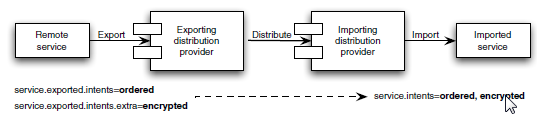 Remote
service
Export
Exporting
distribution
provider
Distribute
Importing
distribution
provider
Import
Imported
service
service.exported.intents=ordered
service.exported.intents.extra=encrypted
service.intents=ordered, encrypted